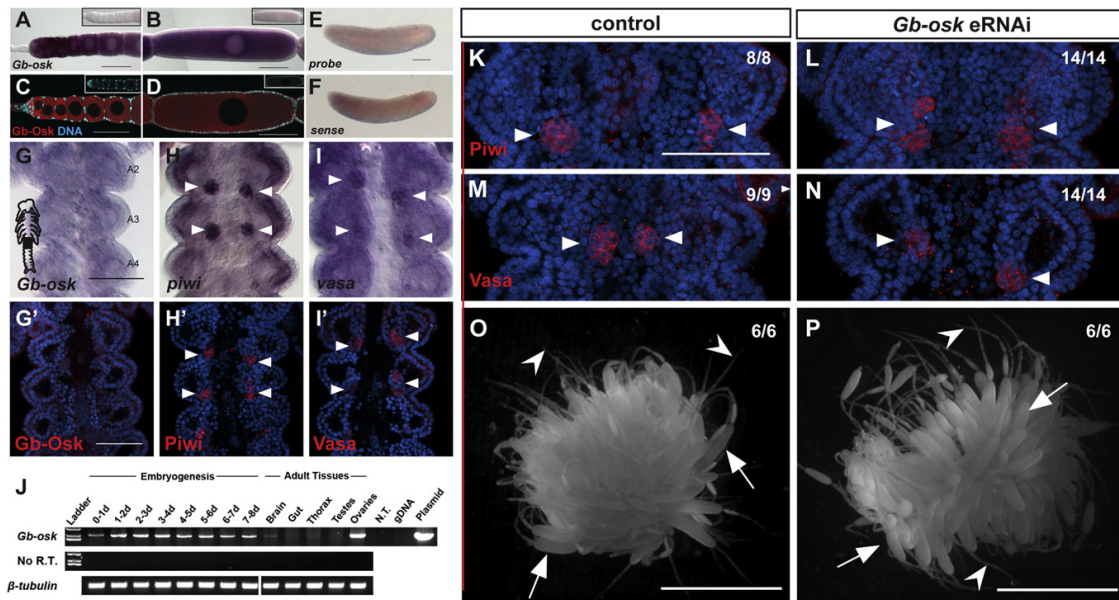 control
Gb-osk eRNAi
A
B
E
Gb-osk
probe
C
D
F
Gb-Osk DNA
sense
G
H
I
A2
A3
A4
Gb-osk
piwi
vasa
G'
H'
I'
Gb-Osk
Piwi
Vasa
J
Embryogenesis
Adult Tissues
Ladder
0-1d
1-2d
2-3d
3-4d
4-5d
5-6d
6-7d
7-8d
Brain
Gut
Thorax
Testes
Ovaries
N.T.
gDNA
Plasmid
Gb-osk
No R.T.
β-tubulin
K
8/8
Piwi
L
14/14
M
9/9
Vasa
N
14/14
O
6/6
P
6/6